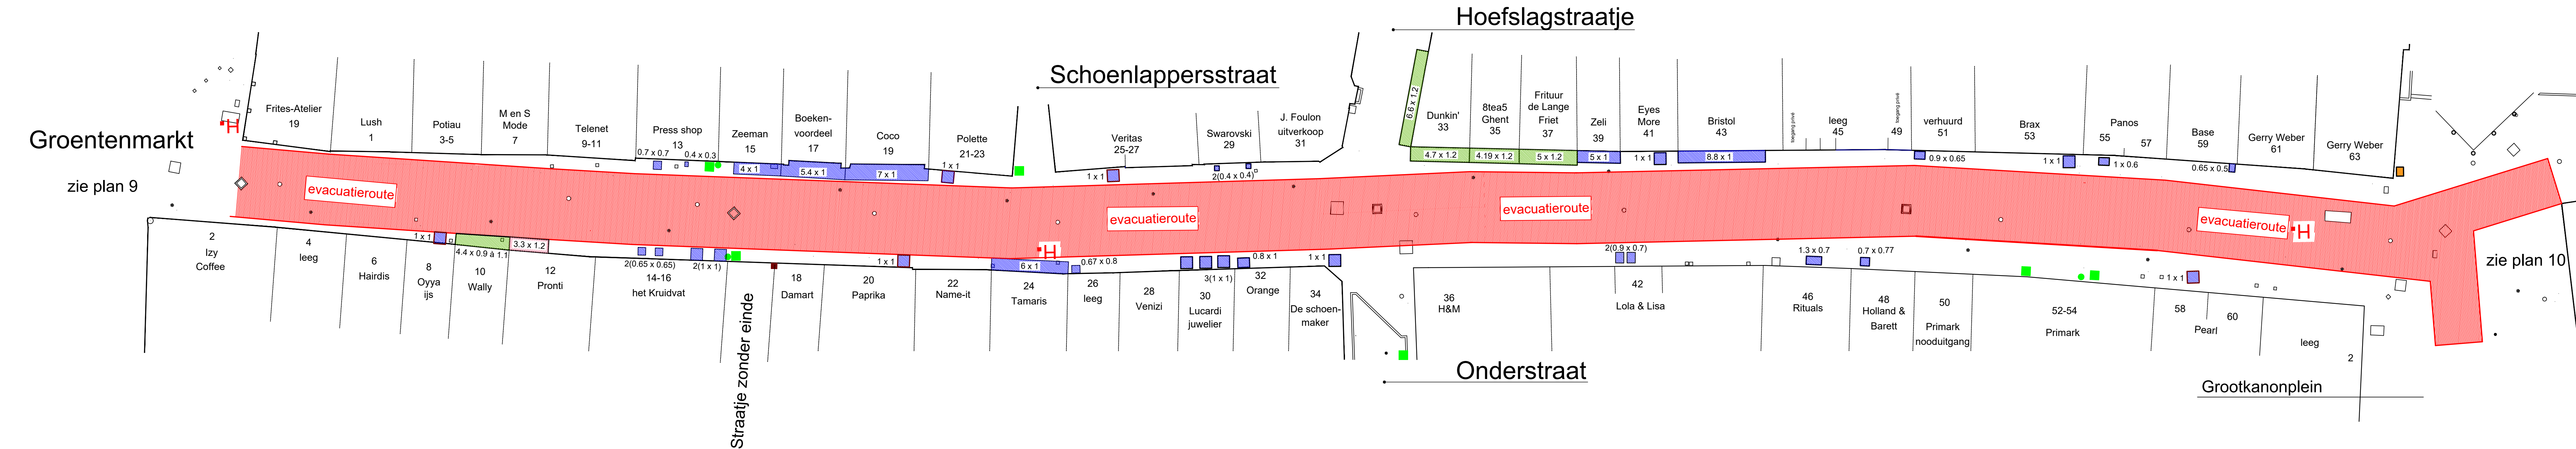 Hoefslagstraatje
Schoenlappersstraat
Groentenmarkt
zie plan 9
H
Frites-Atelier
19
Lush
1
Potiau
3-5
M en S
Mode
7
Telenet
9-11
Press shop
13
0.7 x 0.7
0.4 x 0.3
Zeeman
15
4 x 1
Boeken-
voordeel
17
5.4 x 1
Coco
19
7 x 1
Polette
21-23
1 x 1
Veritas
25-27
1 x 1
Swarovski
29
2(0.4 x 0.4)
J. Foulon
uitverkoop
31
6.6 x 1.2
Dunkin'
33
4.7 x 1.2
8tea5
Ghent
35
4.19 x 1.2
Frituur
de Lange
Friet
37
5 x 1.2
Zeli
39
5 x 1
Eyes
More
41
1 x 1
Bristol
43
8.8 x 1
toegang privé
leeg
45
toegang privé
49
verhuurd
51
0.9 x 0.65
Brax
53
1 x 1
Panos
55
57
1 x 0.6
Base
59
0.65 x 0.5
Gerry Weber
61
Gerry Weber
63
evacuatieroute
evacuatieroute
evacuatieroute
evacuatieroute
H
H
zie plan 10
2
Izy
Coffee
4
leeg
6
Hairdis
8
Oyya
ijs
1 x 1
4.4 x 0.9 à 1.1
10
Wally
3.3 x 1.2
12
Pronti
2(0.65 x 0.65)
2(1 x 1)
14-16
het Kruidvat
Straatje zonder einde
18
Damart
20
Paprika
1 x 1
22
Name-it
6 x 1
24
Tamaris
0.67 x 0.8
26
leeg
28
Venizi
3(1 x 1)
30
Lucardi
juwelier
0.8 x 1
32
Orange
1 x 1
34
De schoen-
maker
Onderstraat
36
H&M
2(0.9 x 0.7)
42
Lola & Lisa
1.3 x 0.7
46
Rituals
0.7 x 0.77
48
Holland &
Barett
50
Primark
nooduitgang
52-54
Primark
1 x 1
58
60
Pearl
leeg
2
Grootkanonplein